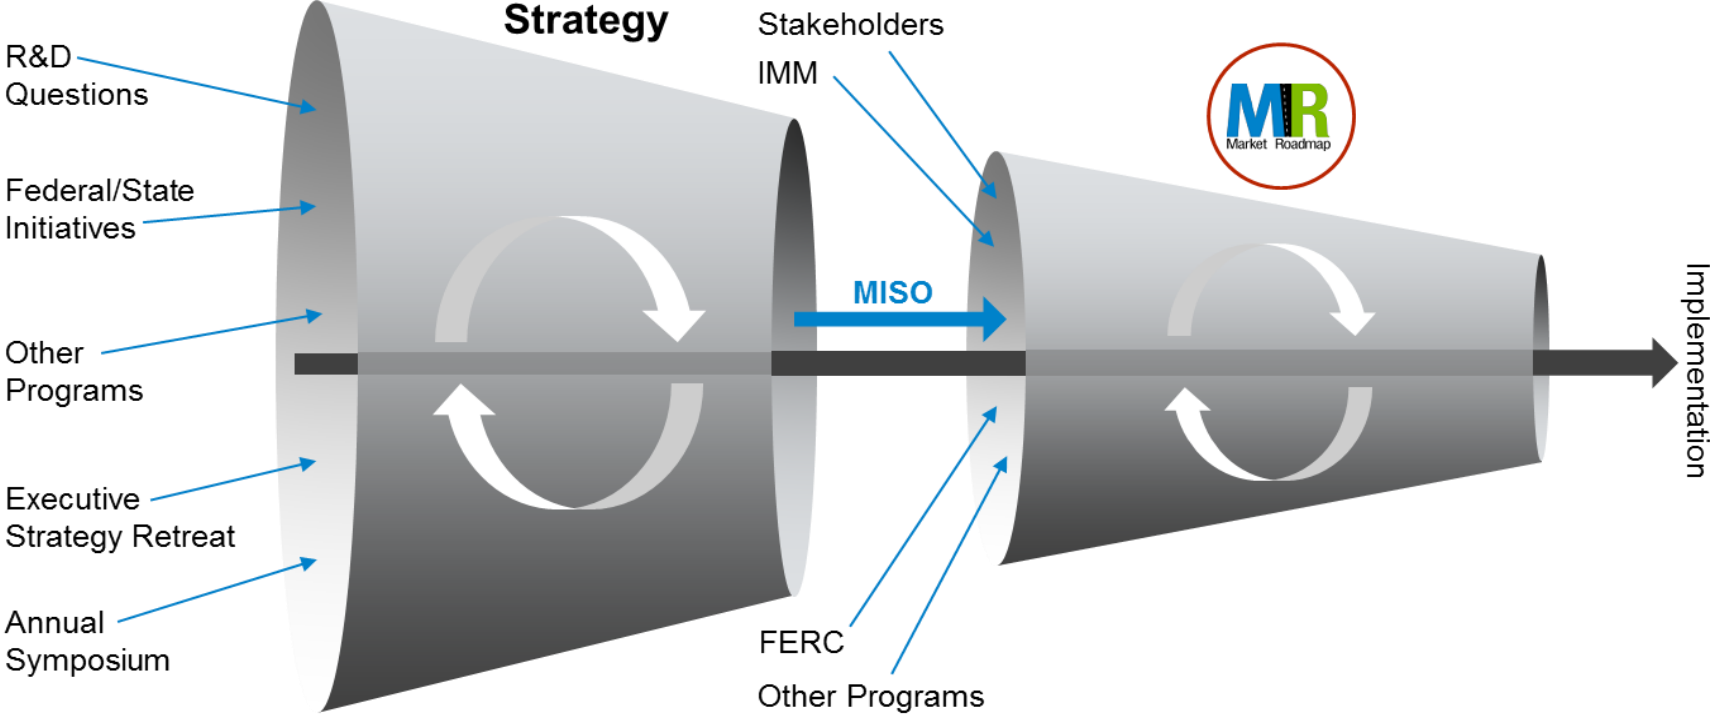 Strategy
R&D
Questions
Federal/State
Initiatives
Other
Programs
Executive
Strategy Retreat
Annual
Symposium
Stakeholders
IMM
MISO
FERC
Other Programs
MR
Market Roadmap
Implementation